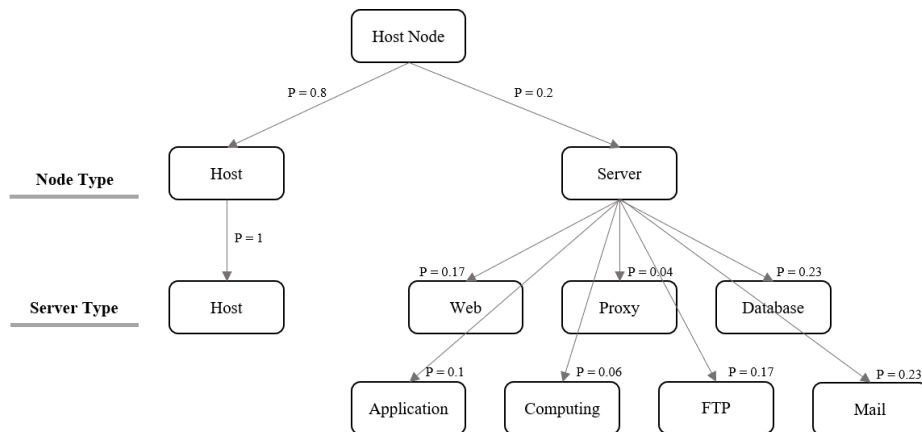 Host Node
P = 0.8
P = 0.2
Node Type
Host
Server
P = 1
P = 0.17
P = 0.04
P = 0.23
Server Type
Host
Web
Proxy
Database
P = 0.1
P = 0.06
P = 0.17
P = 0.23
Application
Computing
FTP
Mail